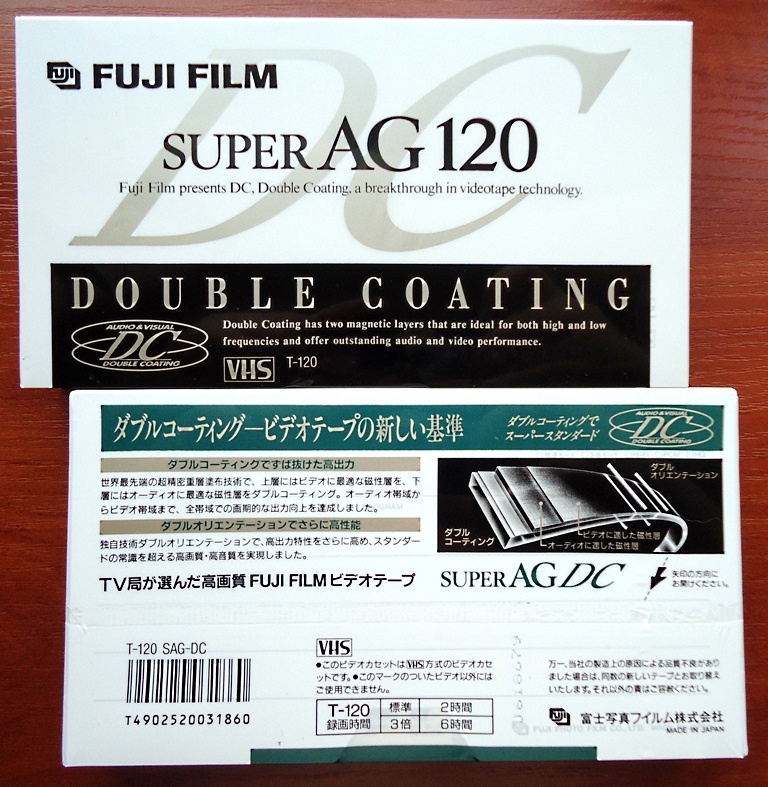 FUJI FUJI FILM
SUPER AG 120
Fuji Film presents DC, Double Coating, a breakthrough in videotape technology.
DOUBLE COATING
AUDIO & VISUAL
DC
DOUBLE COATING
Double Coating has two magnetic layers that are ideal for both high and low
frequencies and offer outstanding audio and video performance.
VHS T-120
ダブルコーティング―ビデオテープの新しい基準
ダブルコーティングで
スーパースタンダード
AUDIO & VISUAL
DC
DOUBLE COATING
ダブルコーティングでずば抜けた高出力
世界最先端の超精密重層塗布技術で、上層にはビデオに最適な磁性層を、下
層にはオーディオに最適な磁性層をダブルコーティング。オーディオ帯域か
らビデオ帯域まで、全帯域での画期的な出力向上を達成しました。
ダブルオリエンテーションでさらに高性能
独自技術ダブルオリエンテーションで、高出力特性をさらに高め、スタンダー
ドの常識を超える高画質・高音質を実現しました。
TV局が選んだ高画質 FUJI FILM ビデオテープ
ダブル
オリエンテーション
ダブル
コーティング
ビデオに適した磁性層
オーディオに適した磁性層
SUPER AG DC
矢印の方向に
お開けください。
T-120 SAG-DC
T4902520031860
VHS
●このビデオカセットはVHS方式のビデオカセ
ットです。●このマークのついたビデオ以外には
ご使用できません。
T-120 標準 2時間
録画時間 3倍 6時間
万一、当社の製造上の原因による品質不良があり
ました場合は、同数の新しいテープとお取り替え
いたします。それ以外の責はご容赦ください。
FUJI 富士写真フイルム株式会社
MADE IN JAPAN